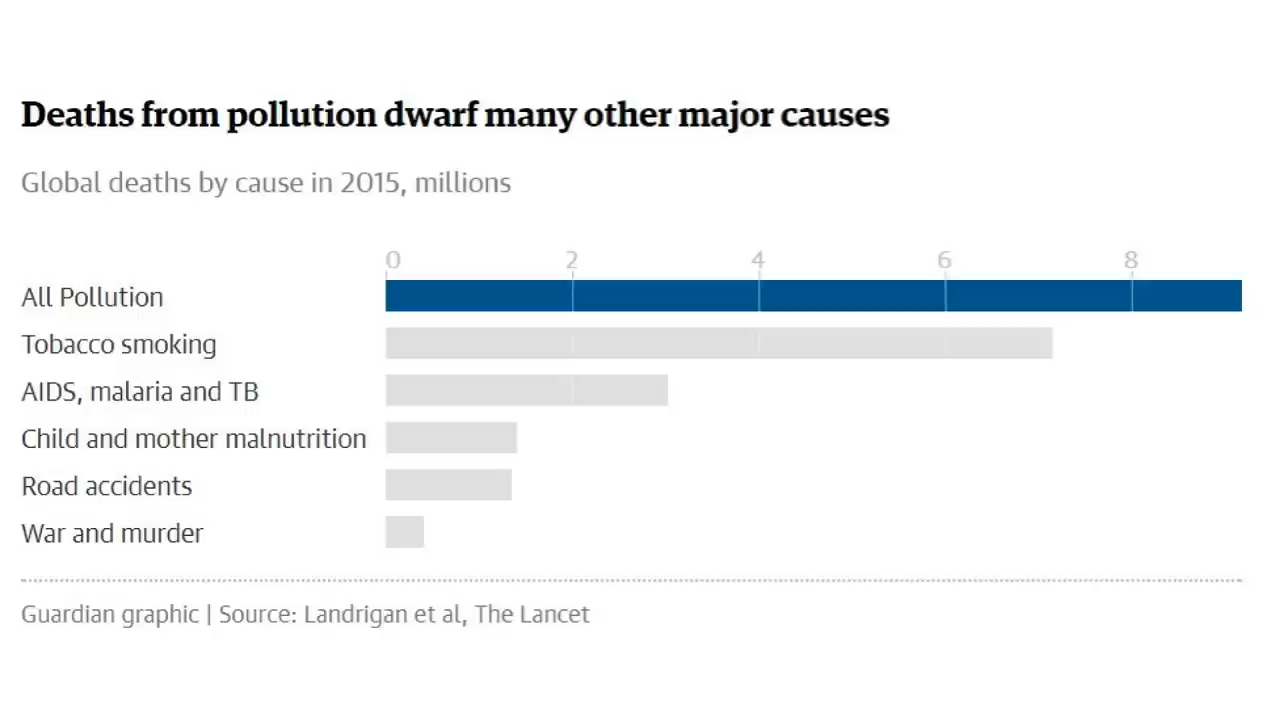 Deaths from pollution dwarf many other major causes
Global deaths by cause in 2015, millions
0 2 4 6 8
All Pollution
Tobacco smoking
AIDS, malaria and TB
Child and mother malnutrition
Road accidents
War and murder
Guardian graphic | Source: Landrigan et al, The Lancet